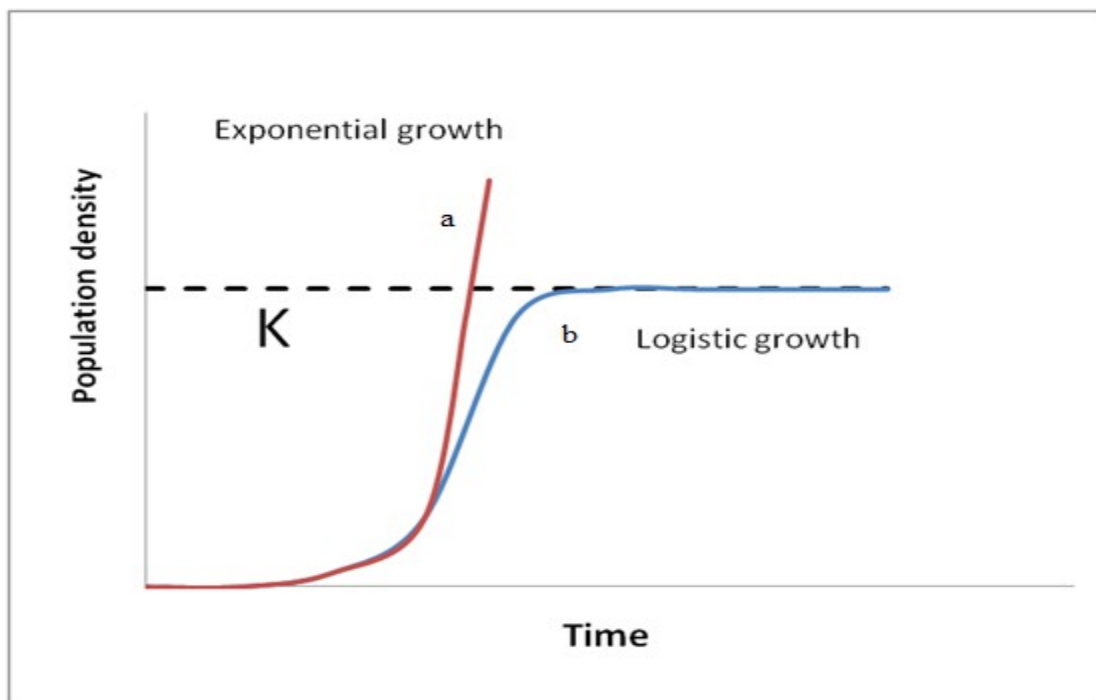 Exponential growth
a
Population density
K
b
Logistic growth
Time